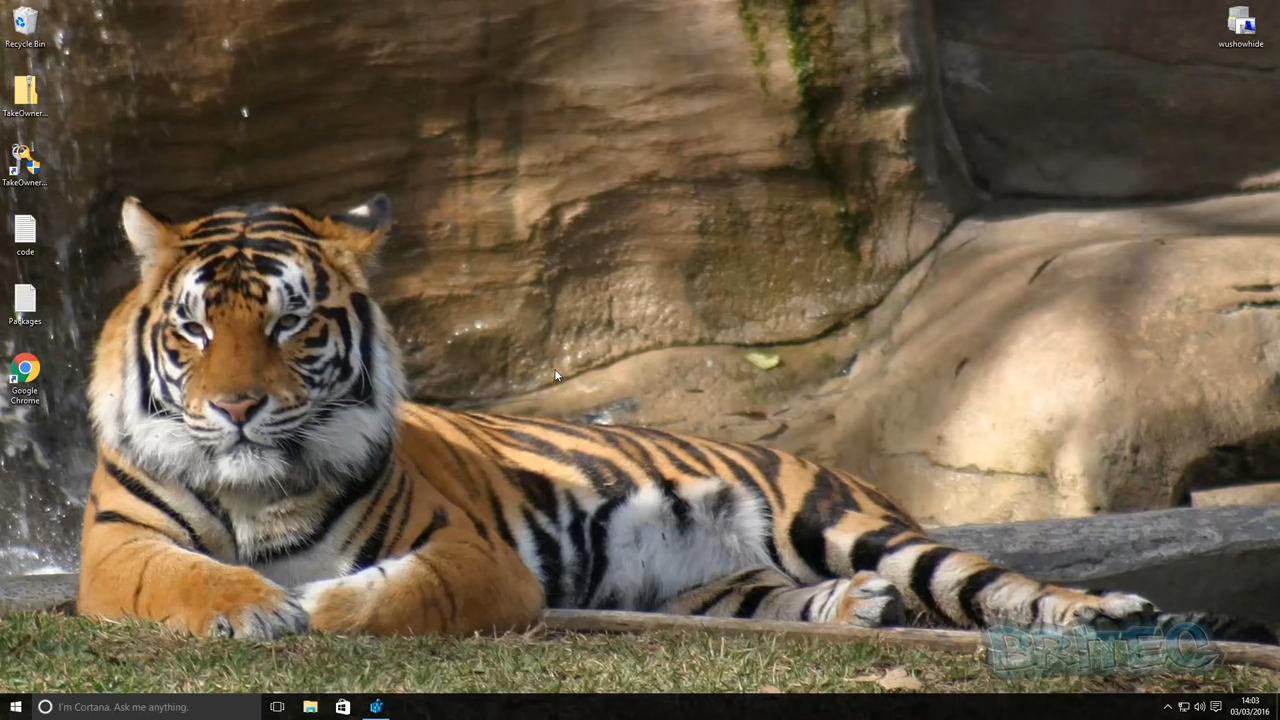 Recycle Bin
wushowhide
TakeOwner...
TakeOwner...
code
Packages
Google
Chrome
BRITEC
I'm Cortana. Ask me anything.
14:03
03/03/2016